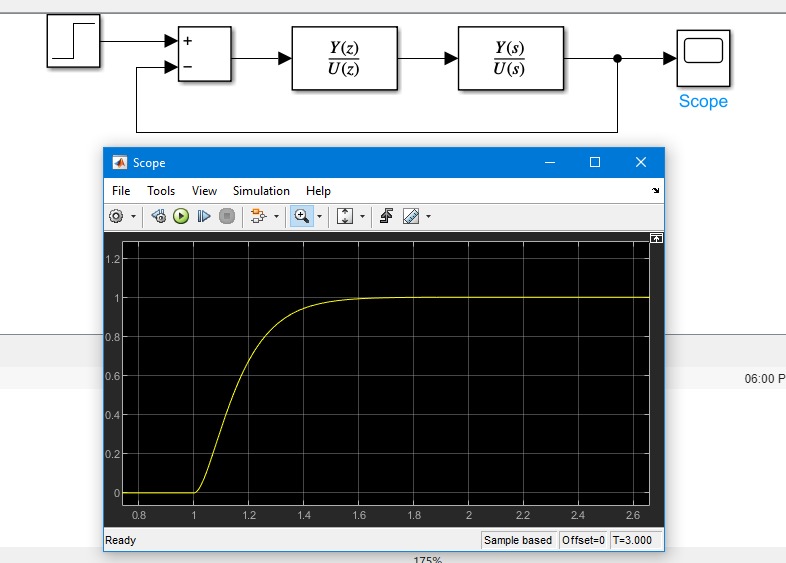 +
−
Y(z)
U(z)
Y(s)
U(s)
Scope
Scope
File Tools View Simulation Help
1.2
1
0.8
0.6
0.4
0.2
0
0.8 1 1.2 1.4 1.6 1.8 2 2.2 2.4 2.6
Ready Sample based Offset=0 T=3.000
06:00 P
175%